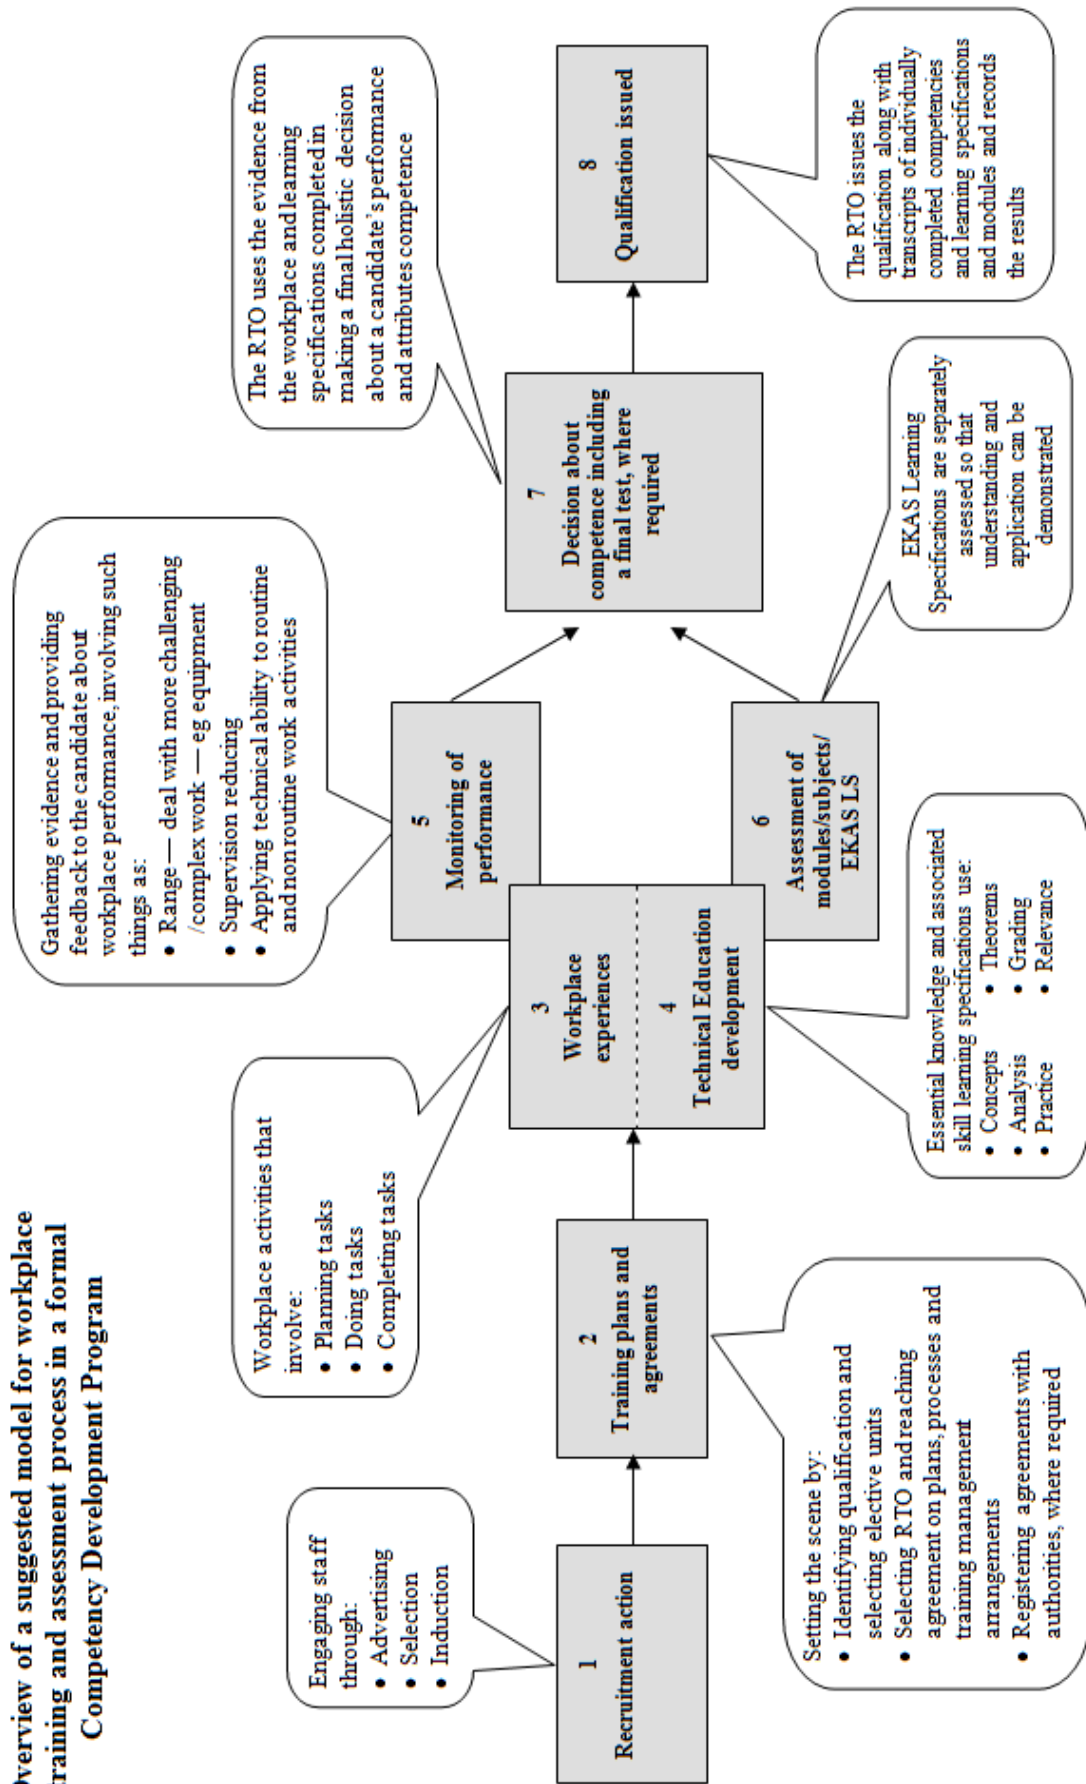 Overview of a suggested model for workplace
training and assessment process in a formal
Competency Development Program
Engaging staff
through:
• Advertising
• Selection
• Induction
1
Recruitment action
Setting the scene by:
• Identifying qualification and
selecting elective units
• Selecting RTO and reaching
agreement on plans, processes and
training management
arrangements
• Registering agreements with
authorities, where required
2
Training plans and
agreements
Workplace activities that
involve:
• Planning tasks
• Doing tasks
• Completing tasks
3
Workplace
experiences
4
Technical Education
development
Essential knowledge and associated
skill learning specifications use:
• Concepts • Theorems
• Analysis • Grading
• Practice • Relevance
Gathering evidence and providing
feedback to the candidate about
workplace performance, involving such
things as:
• Range — deal with more challenging
/complex work — eg equipment
• Supervision reducing
• Applying technical ability to routine
and nonroutine work activities
5
Monitoring of
performance
6
Assessment of
modules/subjects/
EKAS LS
EKAS Learning
Specifications are separately
assessed so that
understanding and
application can be
demonstrated
The RTO uses the evidence from
the workplace and learning
specifications completed in
making a final holistic decision
about a candidate's performance
and attributes competence
7
Decision about
competence including
a final test, where
required
8
Qualification issued
The RTO issues the
qualification along with
transcripts of individually
completed competencies
and learning specifications
and modules and records
the results